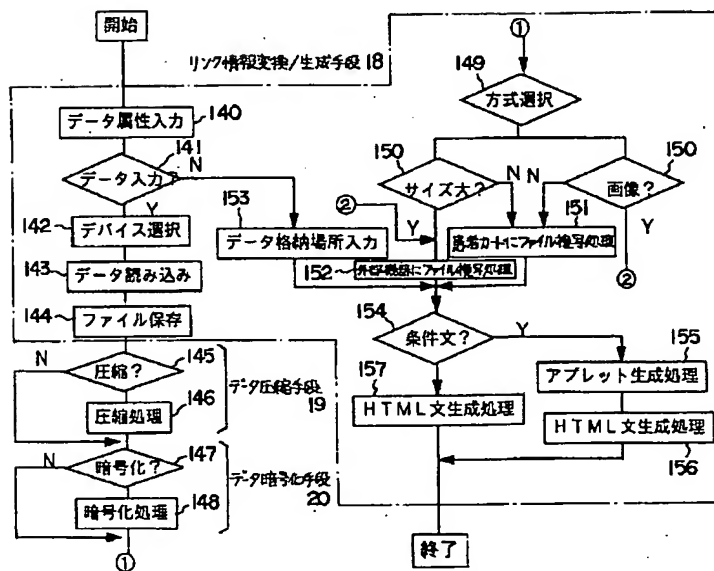 開始
リンク情報変換/生成手段 18
データ属性入力 140
141
データ入力?
N
Y
142
デバイス選択
143
データ読み込み
144
ファイル保存
N
145
圧縮?
146
圧縮処理
データ圧縮手段
19
N
147
暗号化?
148
暗号化処理
データ暗号化手段
20
①
①
149
方式選択
150
サイズ大?
N
Y
N
150
画像?
Y
②
②
153
データ格納場所入力
151
患者カードにファイル複写処理
152
外部機器にファイル複写処理
154
条件文?
Y
155
アプレット生成処理
157
HTML文生成処理
HTML文生成処理
156
終了